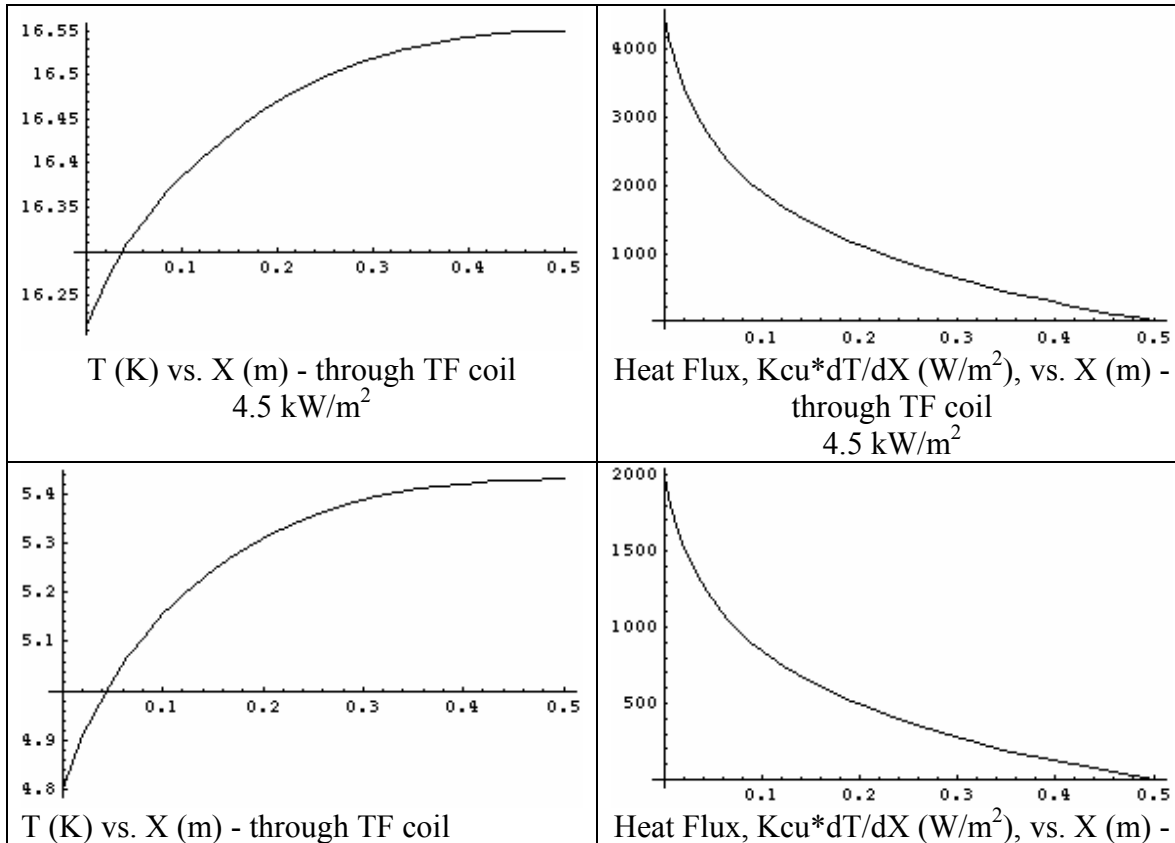 16.55
16.5
16.45
16.4
16.35
16.25
0.1 0.2 0.3 0.4 0.5
T (K) vs. X (m) - through TF coil
4.5 kW/m²
4000
3000
2000
1000
0.1 0.2 0.3 0.4 0.5
Heat Flux, Kcu*dT/dX (W/m²), vs. X (m) -
through TF coil
4.5 kW/m²
5.4
5.3
5.2
5.1
4.9
4.8
0.1 0.2 0.3 0.4 0.5
T (K) vs. X (m) - through TF coil
2000
1500
1000
500
0.1 0.2 0.3 0.4 0.5
Heat Flux, Kcu*dT/dX (W/m²), vs. X (m) -